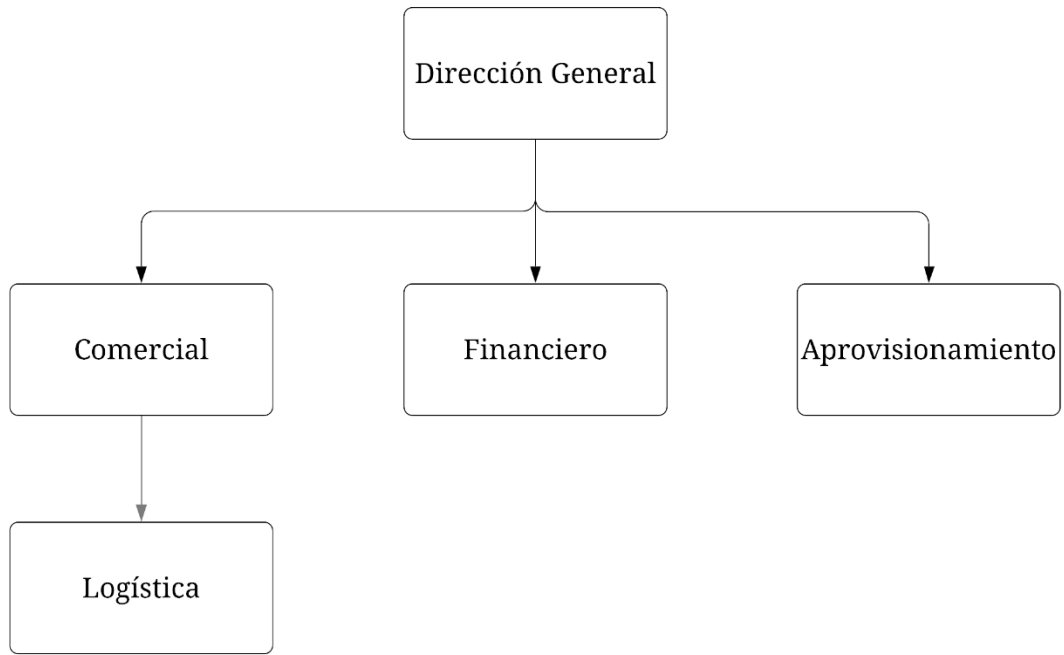 Dirección General
Comercial
Financiero
Aprovisionamiento
Logística